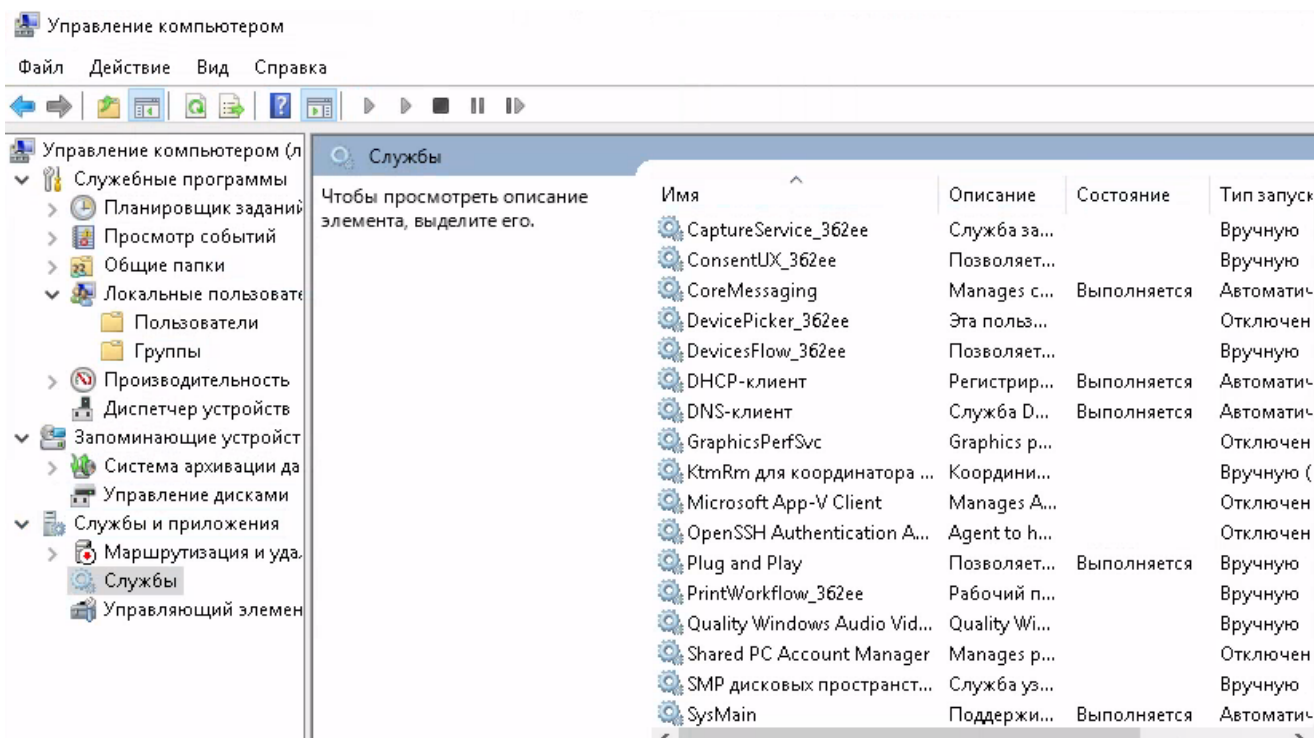 Управление компьютером
Файл Действие Вид Справка
Управление компьютером (л
Служебные программы
Планировщик заданий
Просмотр событий
Общие папки
Локальные пользовате
Пользователи
Группы
Производительность
Диспетчер устройств
Запоминающие устройст
Система архивации да
Управление дисками
Службы и приложения
Маршрутизация и уда.
Службы
Управляющий элемен
Службы
Чтобы просмотреть описание
элемента, выделите его.
Имя Описание Состояние Тип запуск
CaptureService_362ee Служба за... Вручную
ConsentUX_362ee Позволяет... Вручную
CoreMessaging Manages c... Выполняется Автоматич
DevicePicker_362ee Эта польз... Отключен
DevicesFlow_362ee Позволяет... Вручную
DHCP-клиент Регистрир... Выполняется Автоматич
DNS-клиент Служба D... Выполняется Автоматич
GraphicsPerfSvc Graphics p... Отключен
KtmRm для координатора ... Координи... Вручную (
Microsoft App-V Client Manages A... Отключен
OpenSSH Authentication A... Agent to h... Отключен
Plug and Play Позволяет... Выполняется Вручную
PrintWorkflow_362ee Рабочий п... Вручную
Quality Windows Audio Vid... Quality Wi... Вручную
Shared PC Account Manager Manages p... Отключен
SMP дисковых пространст... Служба уз... Вручную
SysMain Поддержи... Выполняется Автоматич